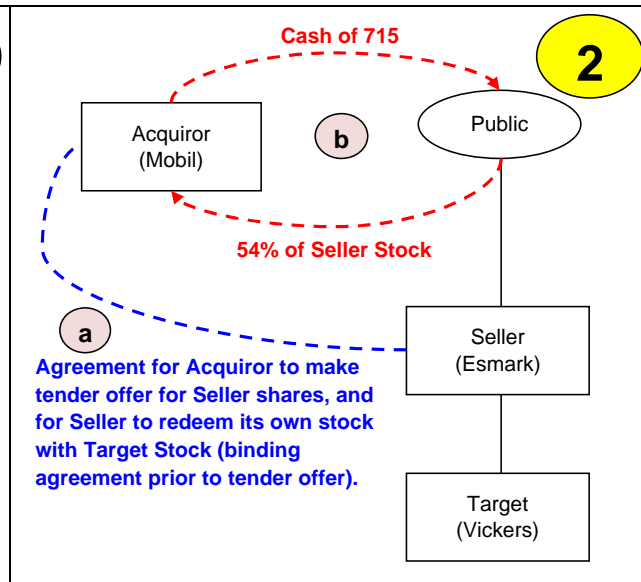 Cash of 715
2
Acquiror
(Mobil)
b
Public
54% of Seller Stock
a
Seller
(Esmark)
Agreement for Acquiror to make
tender offer for Seller shares, and
for Seller to redeem its own stock
with Target Stock (binding
agreement prior to tender offer).
Target
(Vickers)